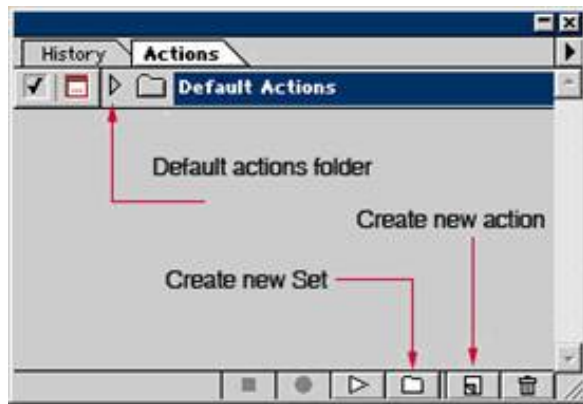 History
Actions
Default Actions
Default actions folder
Create new action
Create new Set